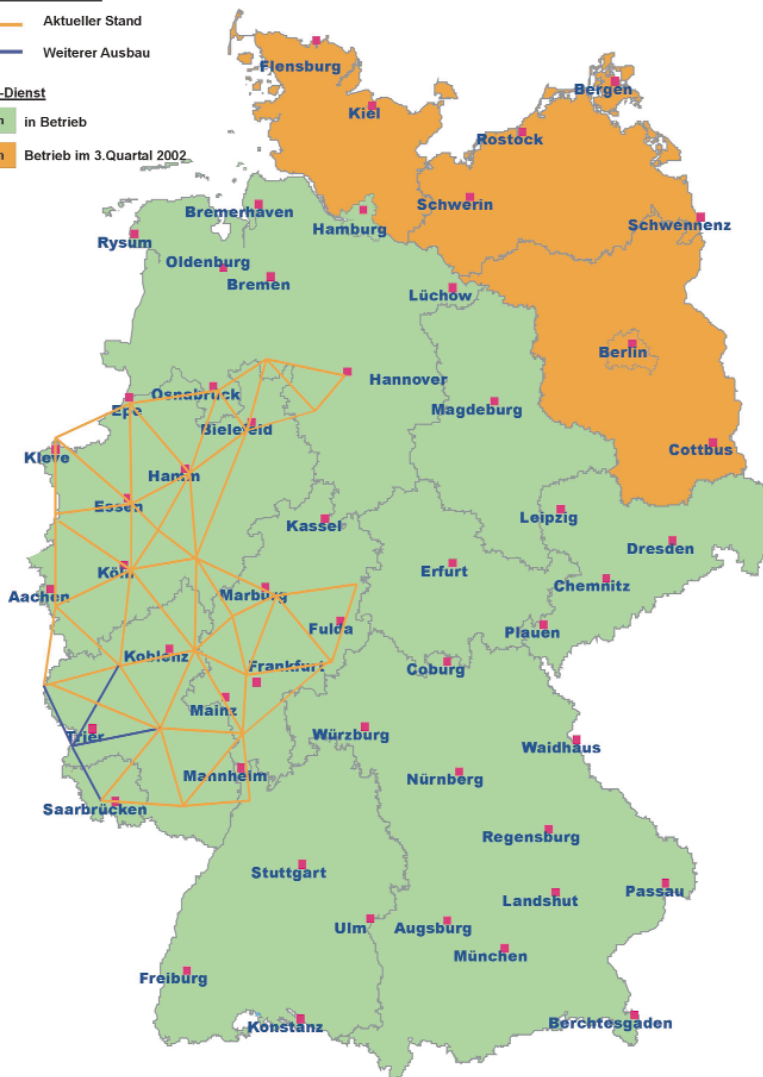 Aktueller Stand
Weiterer Ausbau
-Dienst
in Betrieb
Betrieb im 3.Quartal 2002
Flensburg
Kiel
Bergen
Rostock
Schwerin
Schwennenz
Bremerhaven
Hamburg
Rysum
Oldenburg
Bremen
Lüchow
Berlin
Hannover
Osnabrück
Epe
Magdeburg
Bielefeld
Cottbus
Kleve
Hamm
Essen
Kassel
Leipzig
Dresden
Köln
Erfurt
Chemnitz
Aachen
Marburg
Fulda
Plauen
Koblenz
Frankfurt
Coburg
Mainz
Trier
Würzburg
Waidhaus
Mannheim
Nürnberg
Saarbrücken
Regensburg
Stuttgart
Passau
Landshut
Ulm
Augsburg
München
Freiburg
Konstanz
Berchtesgaden